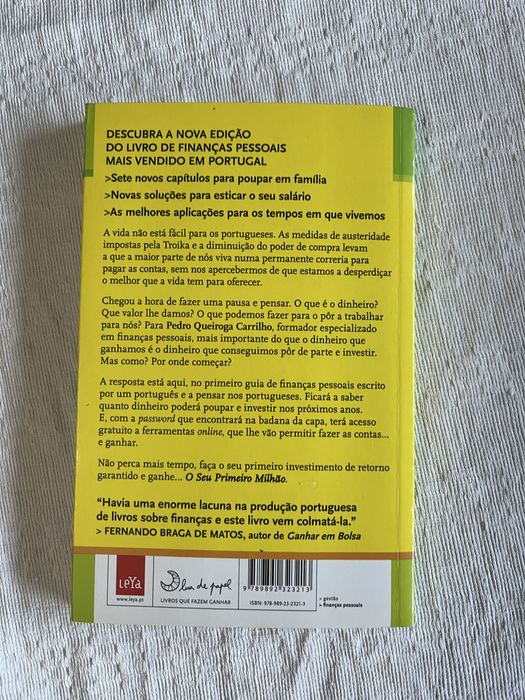 DESCUBRA A NOVA EDIÇÃO
DO LIVRO DE FINANÇAS PESSOAIS
MAIS VENDIDO EM PORTUGAL
>Sete novos capítulos para poupar em família
>Novas soluções para esticar o seu salário
>As melhores aplicações para os tempos em que vivemos
A vida não está fácil para os portugueses. As medidas de austeridade
impostas pela Troika e a diminuição do poder de compra levam
a que a maior parte de nós viva numa permanente correria para
pagar as contas, sem nos apercebermos de que estamos a desperdiçar
o melhor que a vida tem para oferecer.
Chegou a hora de fazer uma pausa e pensar. O que é o dinheiro?
Que valor lhe damos? O que podemos fazer para o pôr a trabalhar
para nós? Para Pedro Queiroga Carrilho, formador especializado
em finanças pessoais, mais importante do que o dinheiro que
ganhamos é o dinheiro que conseguimos pôr de parte e investir.
Mas como? Por onde começar?
A resposta está aqui, no primeiro guia de finanças pessoais escrito
por um português e a pensar nos portugueses. Ficará a saber
quanto dinheiro poderá poupar e investir nos próximos anos.
E, com a password que encontrará na badana da capa, terá acesso
gratuito a ferramentas online, que lhe vão permitir fazer as contas...
e ganhar.
Não perca mais tempo, faça o seu primeiro investimento de retorno
garantido e ganhe... O Seu Primeiro Milhão.
“Havia uma enorme lacuna na produção portuguesa
de livros sobre finanças e este livro vem colmatá-la.”
> FERNANDO BRAGA DE MATOS, autor de Ganhar em Bolsa
LEYA
www.leya.pt
lua de papel
LIVROS QUE FAZEM GANHAR
9 789892 323213
ISBN: 978-989-23-2321-3
> gestão
> finanças pessoais